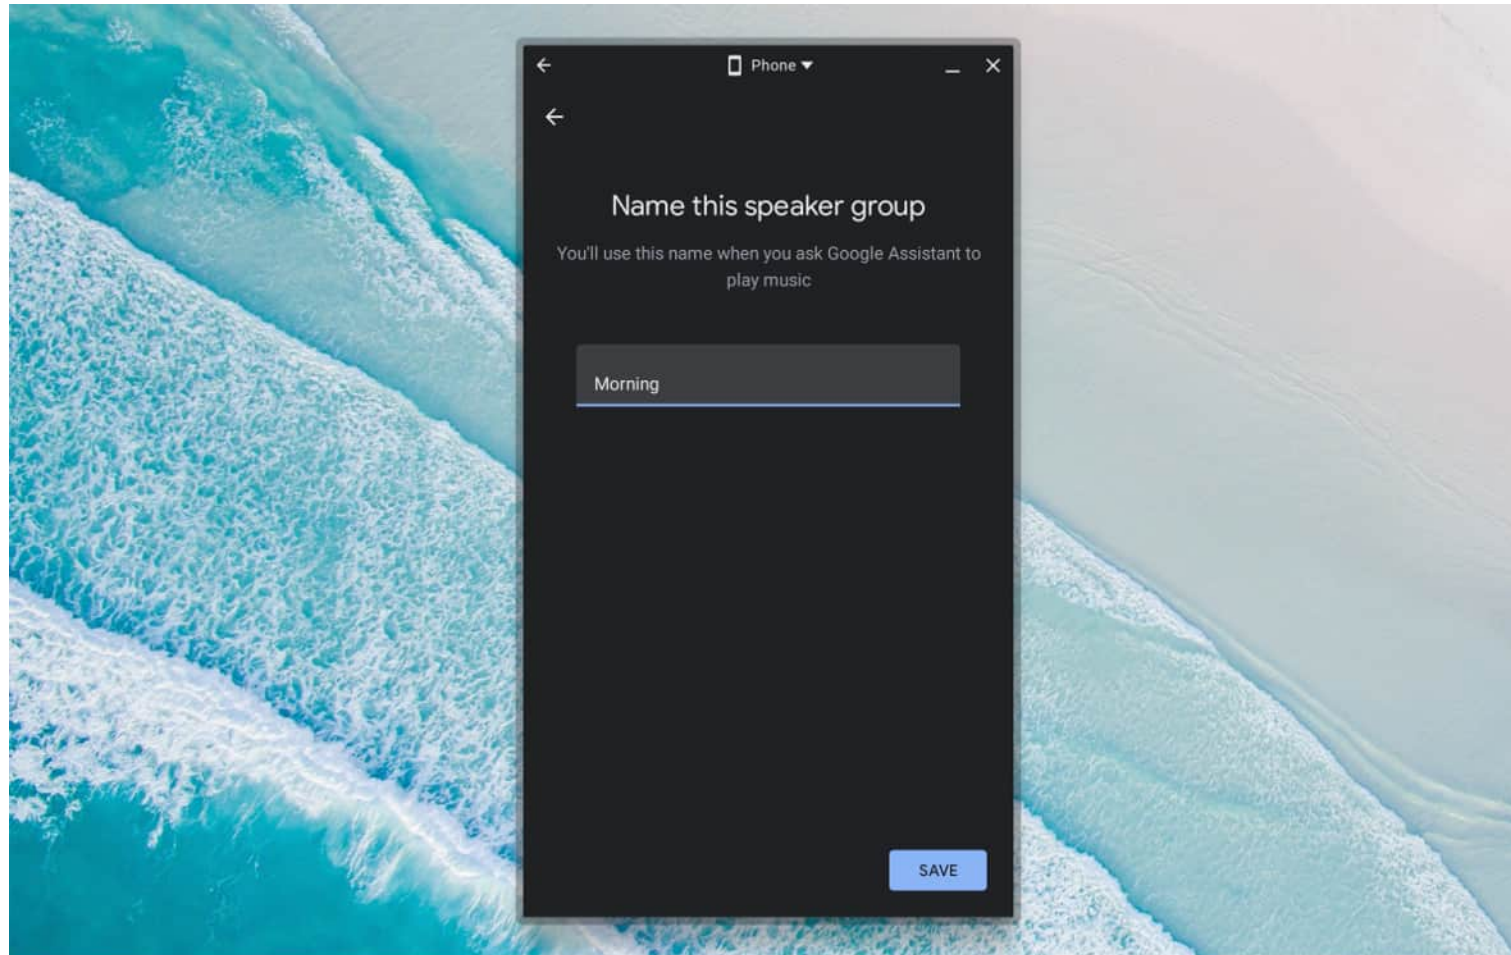 Phone
Name this speaker group
You'll use this name when you ask Google Assistant to
play music
Morning
SAVE